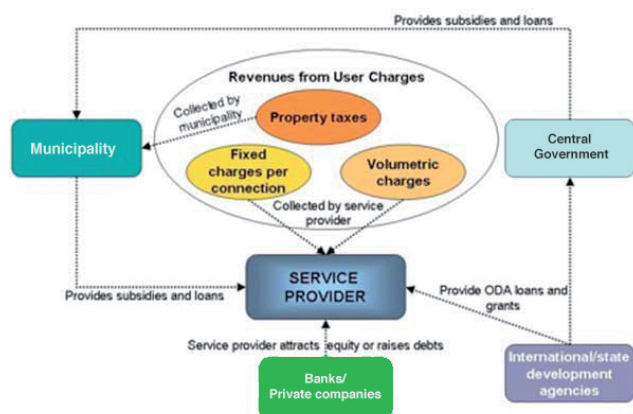 Provides subsidies and loans
Revenues from User Charges
Collected by
municipality
Property taxes
Municipality
Central
Government
Fixed
charges per
connection
Volumetric
charges
Collected by service
provider
SERVICE
PROVIDER
Provides subsidies and loans
Provide ODA loans and
grants
Service provider attracts equity or raises debts
Banks/
Private companies
International/state
development
agencies